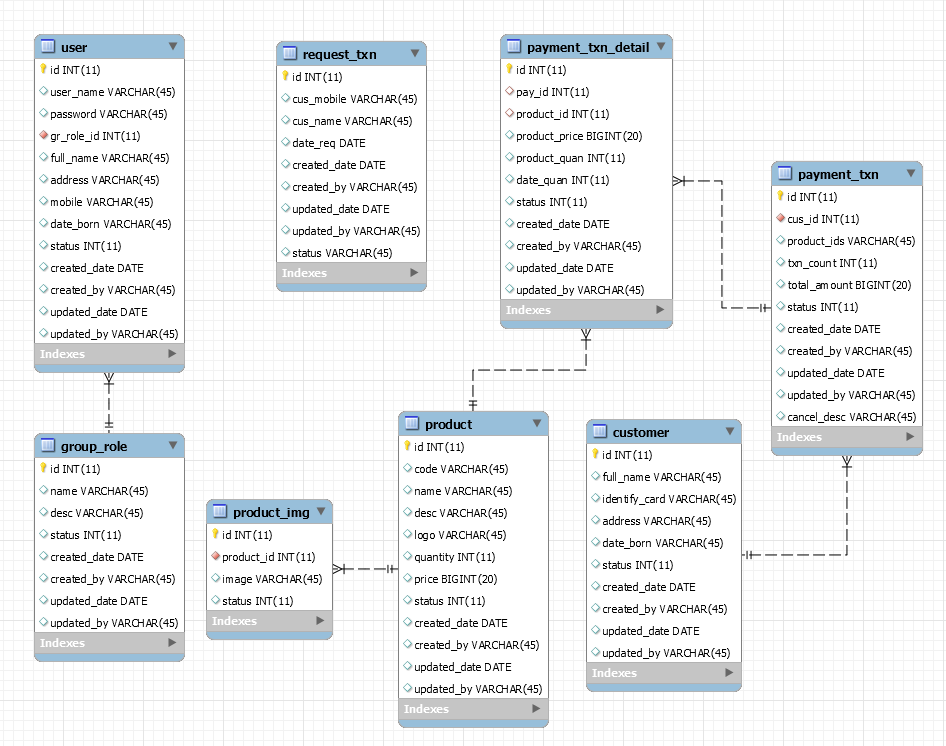 user
id INT(11)
user_name VARCHAR(45)
password VARCHAR(45)
gr_role_id INT(11)
full_name VARCHAR(45)
address VARCHAR(45)
mobile VARCHAR(45)
date_born VARCHAR(45)
status INT(11)
created_date DATE
created_by VARCHAR(45)
updated_date DATE
updated_by VARCHAR(45)
Indexes
request_txn
id INT(11)
cus_mobile VARCHAR(45)
cus_name VARCHAR(45)
date_req DATE
created_date DATE
created_by VARCHAR(45)
updated_date DATE
updated_by VARCHAR(45)
status VARCHAR(45)
Indexes
payment_txn_detail
id INT(11)
pay_id INT(11)
product_id INT(11)
product_price BIGINT(20)
product_quan INT(11)
date_quan INT(11)
status INT(11)
created_date DATE
created_by VARCHAR(45)
updated_date DATE
updated_by VARCHAR(45)
Indexes
payment_txn
id INT(11)
cus_id INT(11)
product_ids VARCHAR(45)
txn_count INT(11)
total_amount BIGINT(20)
status INT(11)
created_date DATE
created_by VARCHAR(45)
updated_date DATE
updated_by VARCHAR(45)
cancel_desc VARCHAR(45)
Indexes
group_role
id INT(11)
name VARCHAR(45)
desc VARCHAR(45)
status INT(11)
created_date DATE
created_by VARCHAR(45)
updated_date DATE
updated_by VARCHAR(45)
Indexes
product_img
id INT(11)
product_id INT(11)
image VARCHAR(45)
status INT(11)
Indexes
product
id INT(11)
code VARCHAR(45)
name VARCHAR(45)
desc VARCHAR(45)
logo VARCHAR(45)
quantity INT(11)
price BIGINT(20)
status INT(11)
created_date DATE
created_by VARCHAR(45)
updated_date DATE
updated_by VARCHAR(45)
Indexes
customer
id INT(11)
full_name VARCHAR(45)
identify_card VARCHAR(45)
address VARCHAR(45)
date_born VARCHAR(45)
status INT(11)
created_date DATE
created_by VARCHAR(45)
updated_date DATE
updated_by VARCHAR(45)
Indexes